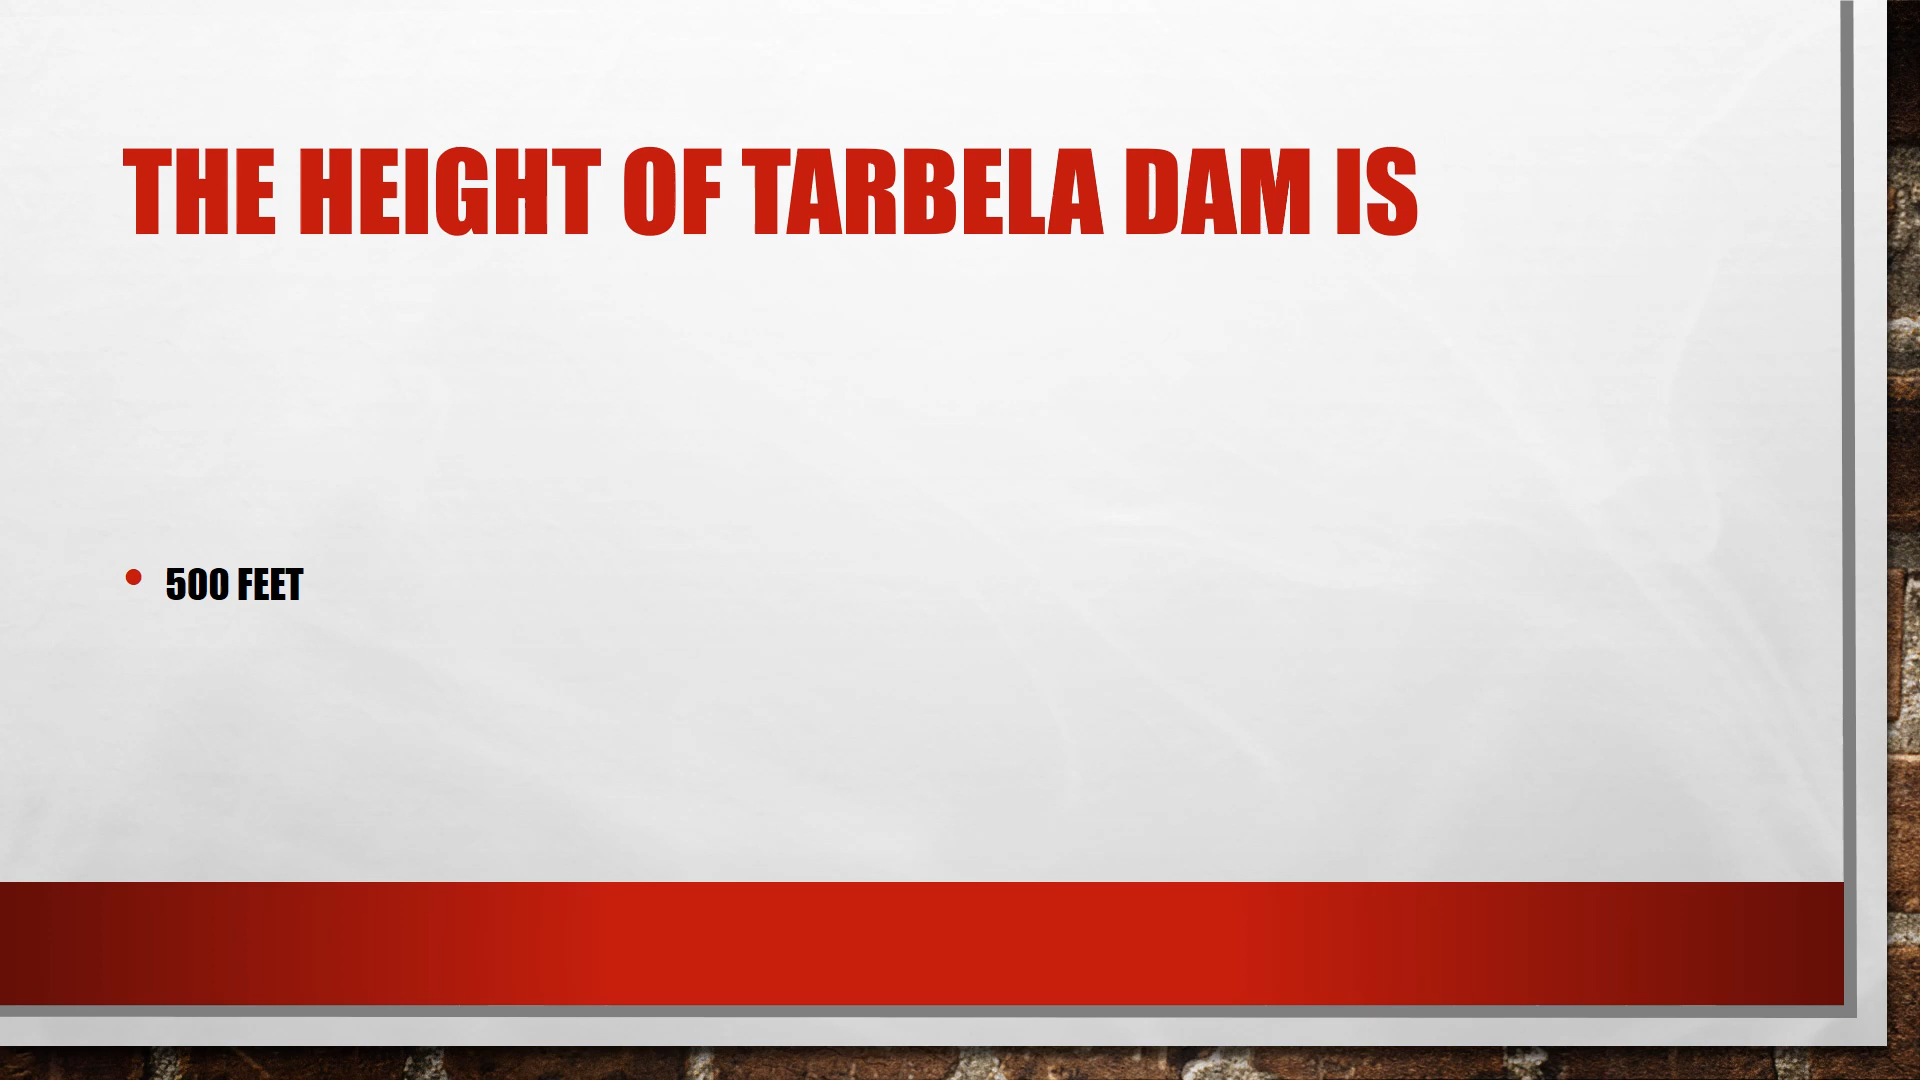 THE HEIGHT OF TARBELA DAM IS
• 500 FEET